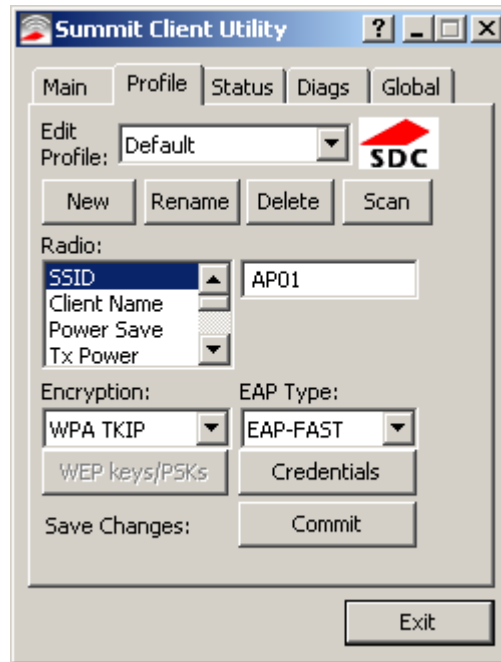 Summit Client Utility ?
Main Profile Status Diags Global
Edit
Profile: Default SDC
New Rename Delete Scan
Radio:
SSID AP01
Client Name
Power Save
Tx Power
Encryption: EAP Type:
WPA TKIP EAP-FAST
WEP keys/PSKs Credentials
Save Changes: Commit
Exit